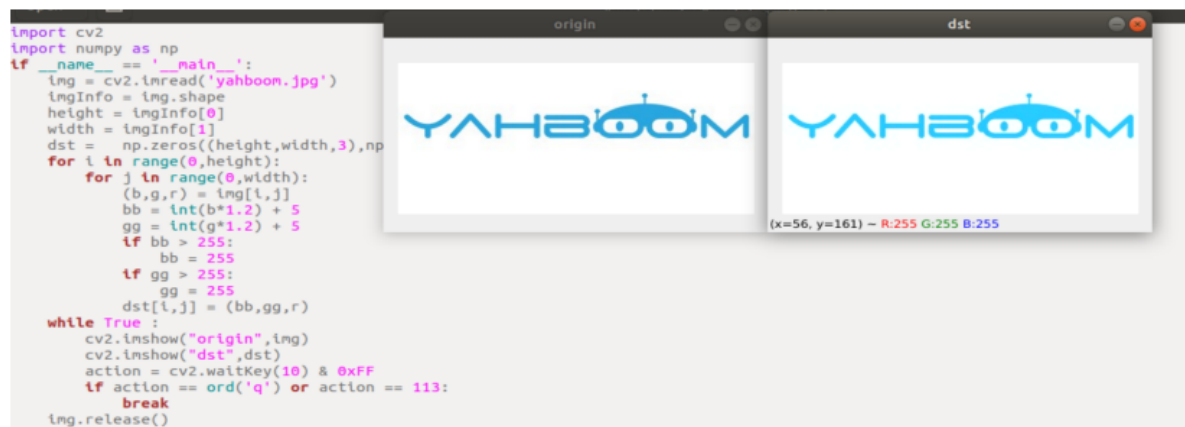 origin
dst
import cv2
import numpy as np
if __name__ == '__main__':
    img = cv2.imread('yahboom.jpg')
    imgInfo = img.shape
    height = imgInfo[0]
    width = imgInfo[1]
    dst =   np.zeros((height,width,3),np
    for i in range(0,height):
        for j in range(0,width):
            (b,g,r) = img[i,j]
            bb = int(b*1.2) + 5
            gg = int(g*1.2) + 5
            if bb > 255:
                bb = 255
            if gg > 255:
                gg = 255
            dst[i,j] = (bb,gg,r)
    while True :
        cv2.imshow("origin",img)
        cv2.imshow("dst",dst)
        action = cv2.waitKey(10) & 0xFF
        if action == ord('q') or action == 113:
            break
    img.release()
YAHBOOM
YAHBOOM
(x=56, y=161) ~ R:255 G:255 B:255